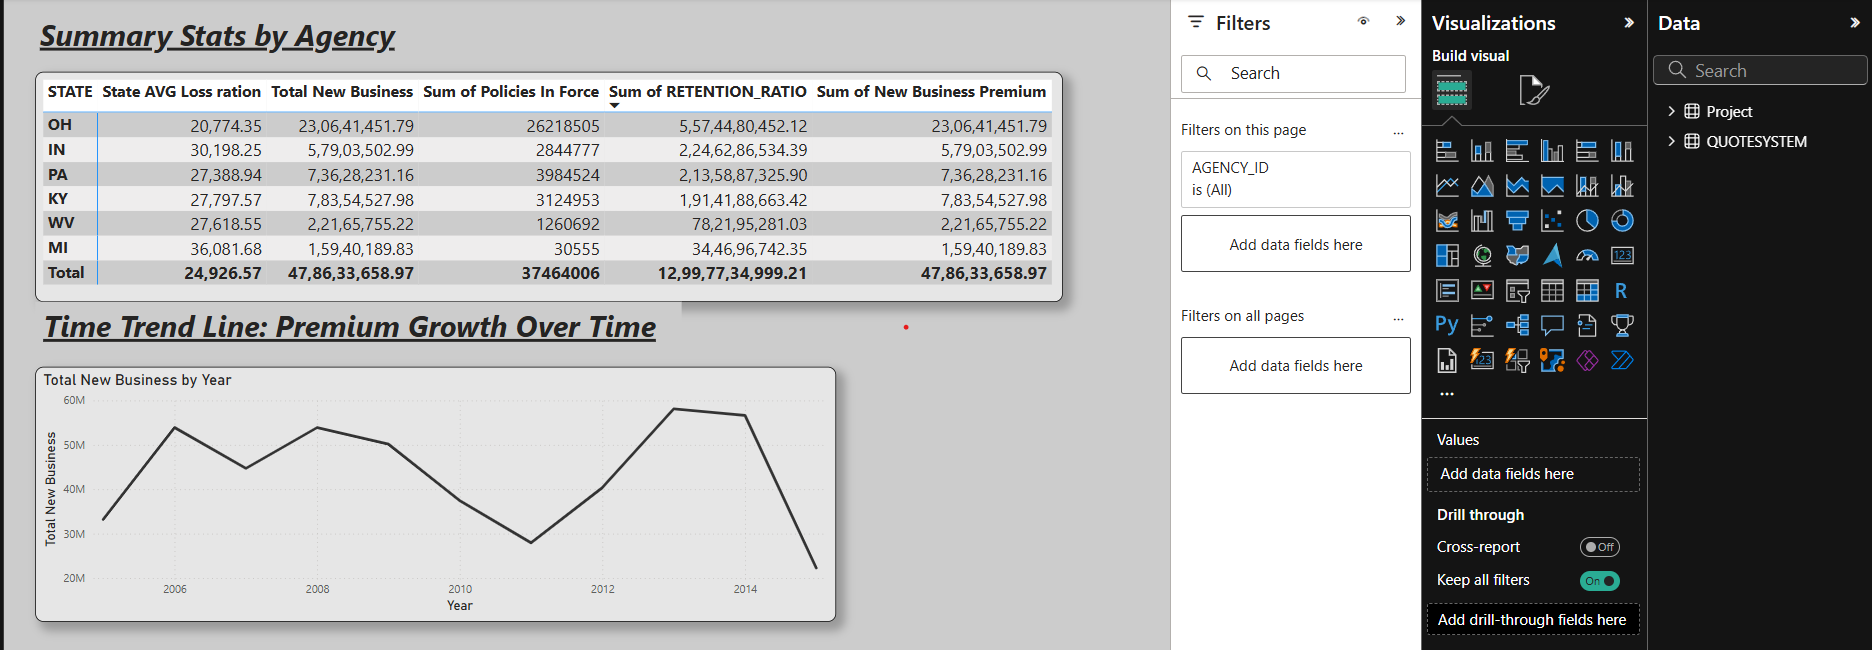 Summary Stats by Agency
STATE State AVG Loss ration Total New Business Sum of Policies In Force Sum of RETENTION_RATIO Sum of New Business Premium
OH 20,774.35 23,06,41,451.79 26218505 5,57,44,80,452.12 23,06,41,451.79
IN 30,198.25 5,79,03,502.99 2844777 2,24,62,86,534.39 5,79,03,502.99
PA 27,388.94 7,36,28,231.16 3984524 2,13,58,87,325.90 7,36,28,231.16
KY 27,797.57 7,83,54,527.98 3124953 1,91,41,88,663.42 7,83,54,527.98
WV 27,618.55 2,21,65,755.22 1260692 78,21,95,281.03 2,21,65,755.22
MI 36,081.68 1,59,40,189.83 30555 34,46,96,742.35 1,59,40,189.83
Total 24,926.57 47,86,33,658.97 37464006 12,99,77,34,999.21 47,86,33,658.97
Time Trend Line: Premium Growth Over Time
Total New Business by Year
Total New Business
60M
50M
40M
30M
20M
2006 2008 2010 2012 2014
Year
Filters
Search
Filters on this page ...
AGENCY_ID
is (All)
Add data fields here
Filters on all pages ...
Add data fields here
Visualizations
Build visual
123
R
Py
123
...
Values
Add data fields here
Drill through
Cross-report Off
Keep all filters On
Add drill-through fields here
Data
Search
Project
QUOTESYSTEM